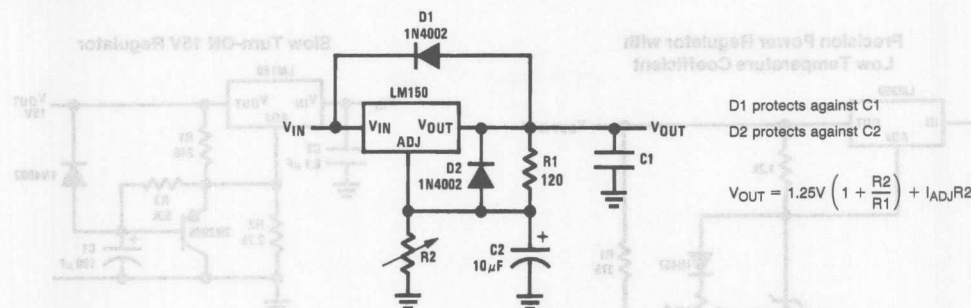 D1
1N4002
LM150
VIN
VIN
VOUT
ADJ
VOUT
D2
1N4002
R1
120
C1
R2
C2
10μF
+
D1 protects against C1
D2 protects against C2
VOUT = 1.25V (1 + R2/R1) + IADJR2
Slow Turn-ON 15V Regulator
Precision Power Regulator with
Low Temperature Coefficient